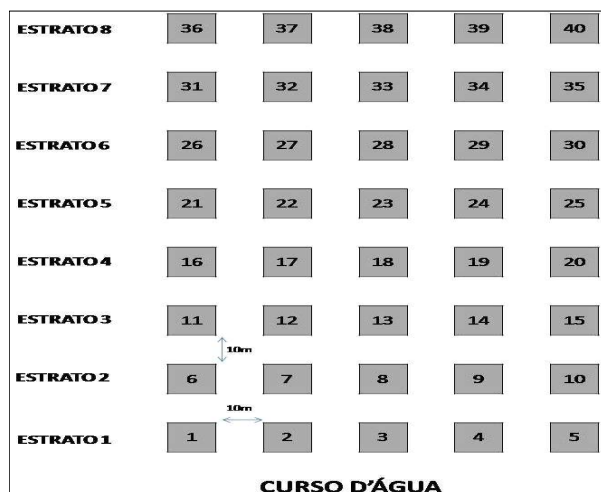 ESTRATO 8 36 37 38 39 40
ESTRATO 7 31 32 33 34 35
ESTRATO 6 26 27 28 29 30
ESTRATO 5 21 22 23 24 25
ESTRATO 4 16 17 18 19 20
ESTRATO 3 11 12 13 14 15
10m
ESTRATO 2 6 7 8 9 10
10m
ESTRATO 1 1 2 3 4 5
CURSO D'ÁGUA